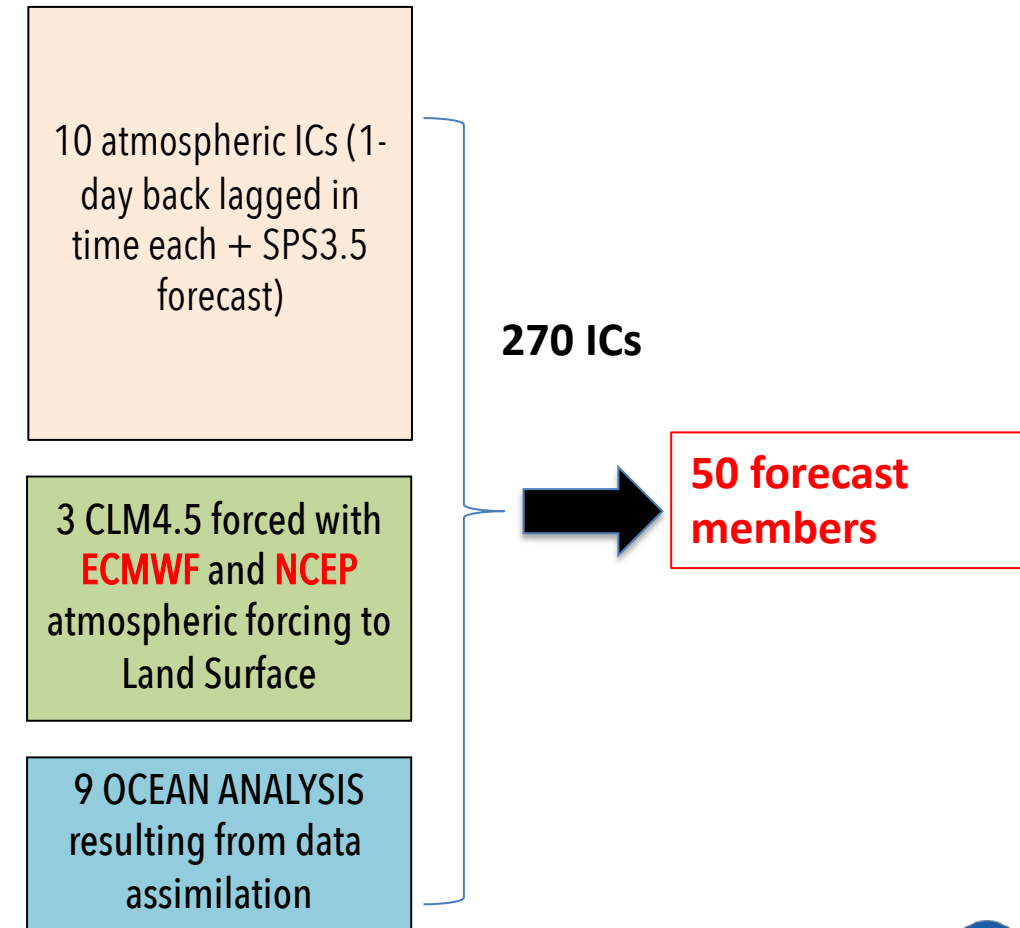 10 atmospheric ICs (1-
day back lagged in
time each + SPS3.5
forecast)
270 ICs
50 forecast
members
3 CLM4.5 forced with
ECMWF and NCEP
atmospheric forcing to
Land Surface
9 OCEAN ANALYSIS
resulting from data
assimilation